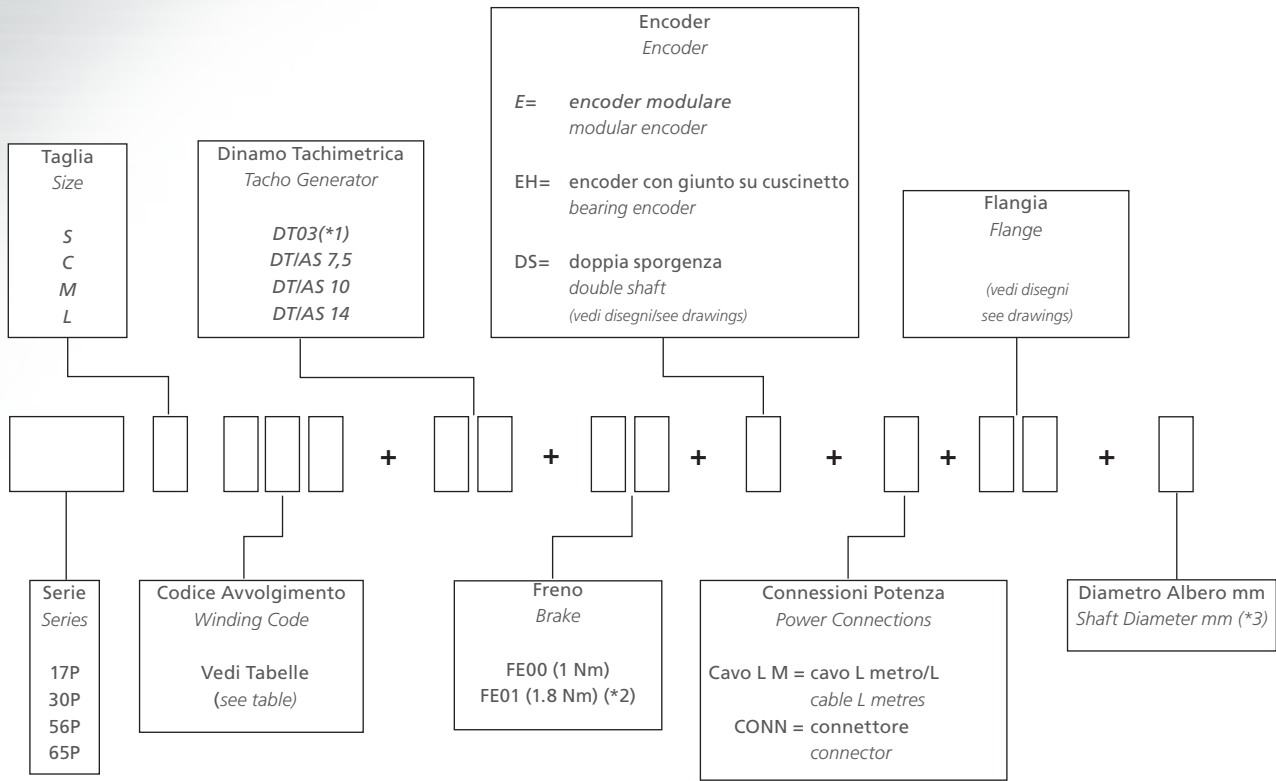 Encoder
Encoder
E= encoder modulare
modular encoder
EH= encoder con giunto su cuscinetto
bearing encoder
DS= doppia sporgenza
double shaft
(vedi disegni/see drawings)
Taglia
Size
S
C
M
L
Dinamo Tachimetrica
Tacho Generator
DT03(*1)
DT/AS 7,5
DT/AS 10
DT/AS 14
Flangia
Flange
(vedi disegni
see drawings)
+ + + + + +
Serie
Series
17P
30P
56P
65P
Codice Avvolgimento
Winding Code
Vedi Tabelle
(see table)
Freno
Brake
FE00 (1 Nm)
FE01 (1.8 Nm) (*2)
Connessioni Potenza
Power Connections
Cavo L M = cavo L metro/L
cable L metres
CONN = connettore
connector
Diametro Albero mm
Shaft Diameter mm (*3)